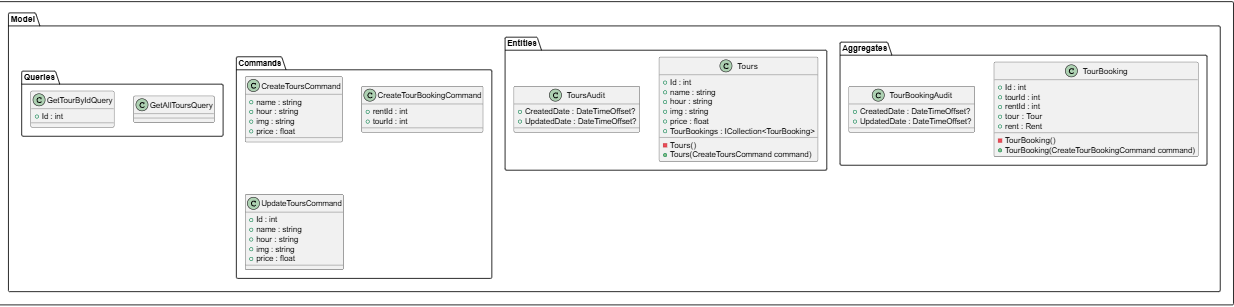 Model
Queries
C GetTourByIdQuery
Id : int
C GetAllToursQuery
Commands
C CreateToursCommand
name : string
hour : string
img : string
price : float
C CreateTourBookingCommand
rentId : int
tourId : int
C UpdateToursCommand
Id : int
name : string
hour : string
img : string
price : float
Entities
C ToursAudit
CreatedDate : DateTimeOffset?
UpdatedDate : DateTimeOffset?
C Tours
Id : int
name : string
hour : string
img : string
price : float
TourBookings : ICollection<TourBooking>
Tours()
Tours(CreateToursCommand command)
Aggregates
C TourBookingAudit
CreatedDate : DateTimeOffset?
UpdatedDate : DateTimeOffset?
C TourBooking
Id : int
tourId : int
rentId : int
tour : Tour
rent : Rent
TourBooking()
TourBooking(CreateTourBookingCommand command)